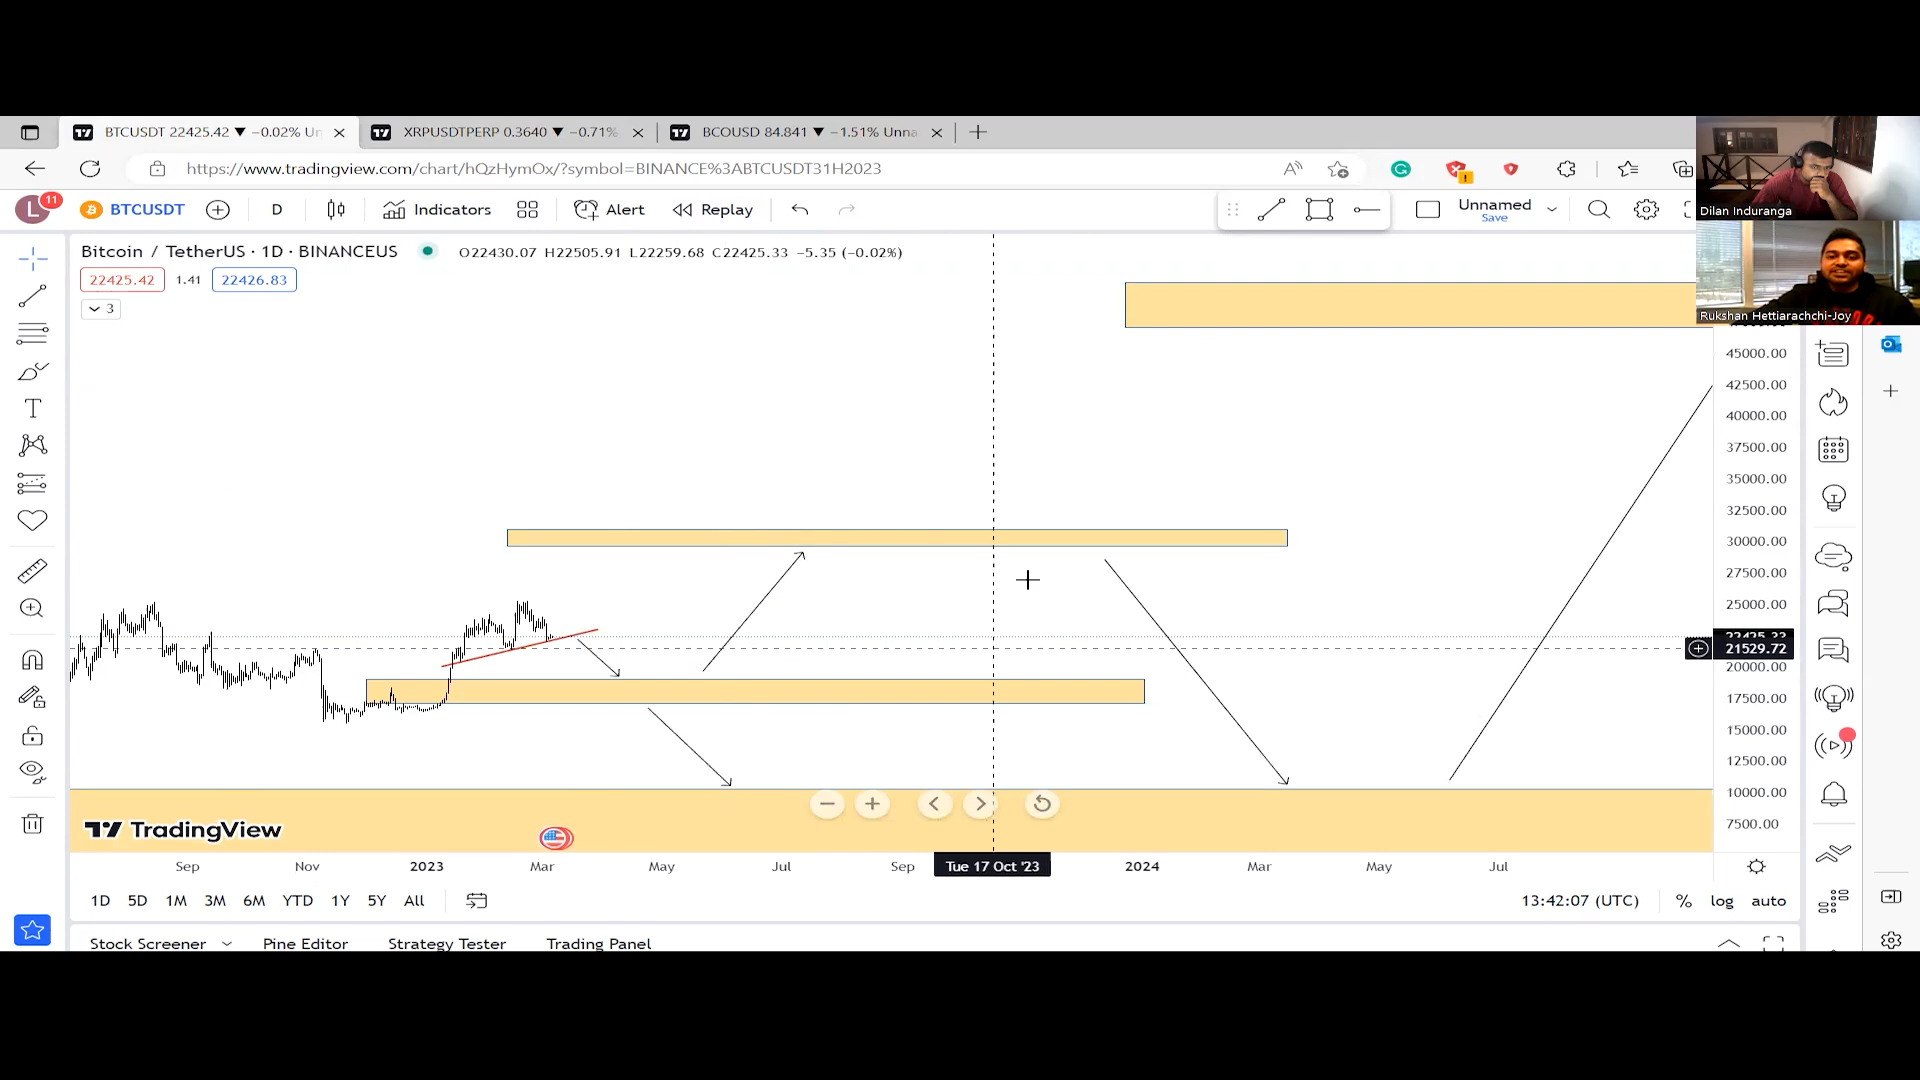 BTCUSDT 22425.42 ▼ −0.02% Un
XRPUSDTPERP 0.3640 ▼ −0.71%
BCOUSD 84.841 ▼ −1.51% Unna
https://www.tradingview.com/chart/hQzHymOx/?symbol=BINANCE%3ABTCUSDT31H2023
L 11
BTCUSDT
D
Indicators
Alert
Replay
Unnamed
Save
Dilan Induranga
Rukshan Hettiarachchi-Joy
Bitcoin / TetherUS · 1D · BINANCEUS
O22430.07 H22505.91 L22259.68 C22425.33 −5.35 (−0.02%)
22425.42
1.41
22426.83
3
45000.00
42500.00
40000.00
37500.00
35000.00
32500.00
30000.00
27500.00
25000.00
22425.33
21529.72
20000.00
17500.00
15000.00
12500.00
10000.00
7500.00
TradingView
Sep
Nov
2023
Mar
May
Jul
Sep
Tue 17 Oct '23
2024
Mar
May
Jul
1D 5D 1M 3M 6M YTD 1Y 5Y All
13:42:07 (UTC)
%
log
auto
Stock Screener
Pine Editor
Strategy Tester
Trading Panel